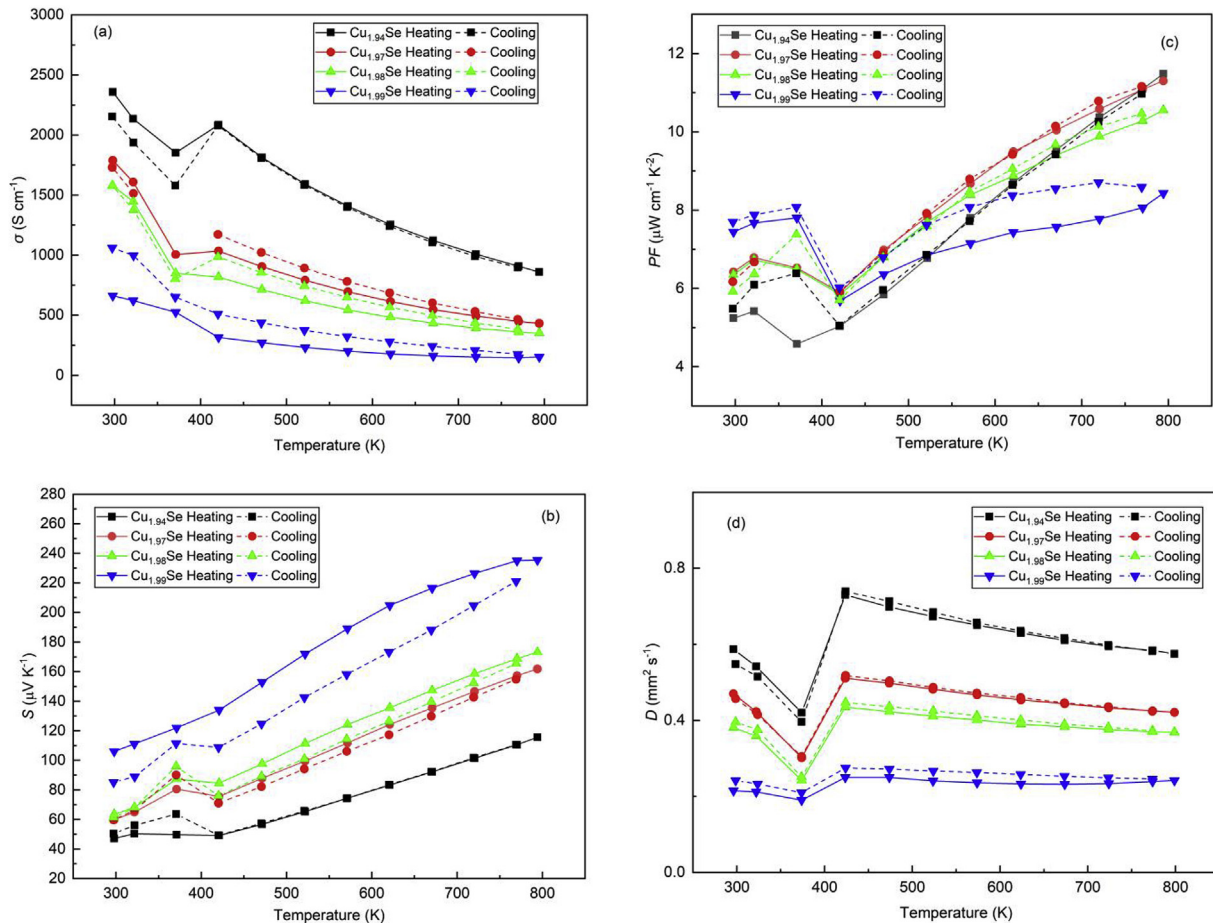 (a)
Cu1.94Se Heating Cooling
Cu1.97Se Heating Cooling
Cu1.98Se Heating Cooling
Cu1.99Se Heating Cooling
3000
2500
2000
1500
1000
500
0
σ (S cm⁻¹)
300 400 500 600 700 800
Temperature (K)
(c)
Cu1.94Se Heating Cooling
Cu1.97Se Heating Cooling
Cu1.98Se Heating Cooling
Cu1.99Se Heating Cooling
12
10
8
6
4
PF (μW cm⁻¹ K⁻²)
300 400 500 600 700 800
Temperature (K)
(b)
Cu1.94Se Heating Cooling
Cu1.97Se Heating Cooling
Cu1.98Se Heating Cooling
Cu1.99Se Heating Cooling
280
260
240
220
200
180
160
140
120
100
80
60
40
20
S (μV K⁻¹)
300 400 500 600 700 800
Temperature (K)
(d)
Cu1.94Se Heating Cooling
Cu1.97Se Heating Cooling
Cu1.98Se Heating Cooling
Cu1.99Se Heating Cooling
0.8
0.4
0.0
D (mm² s⁻¹)
300 400 500 600 700 800
Temperature (K)